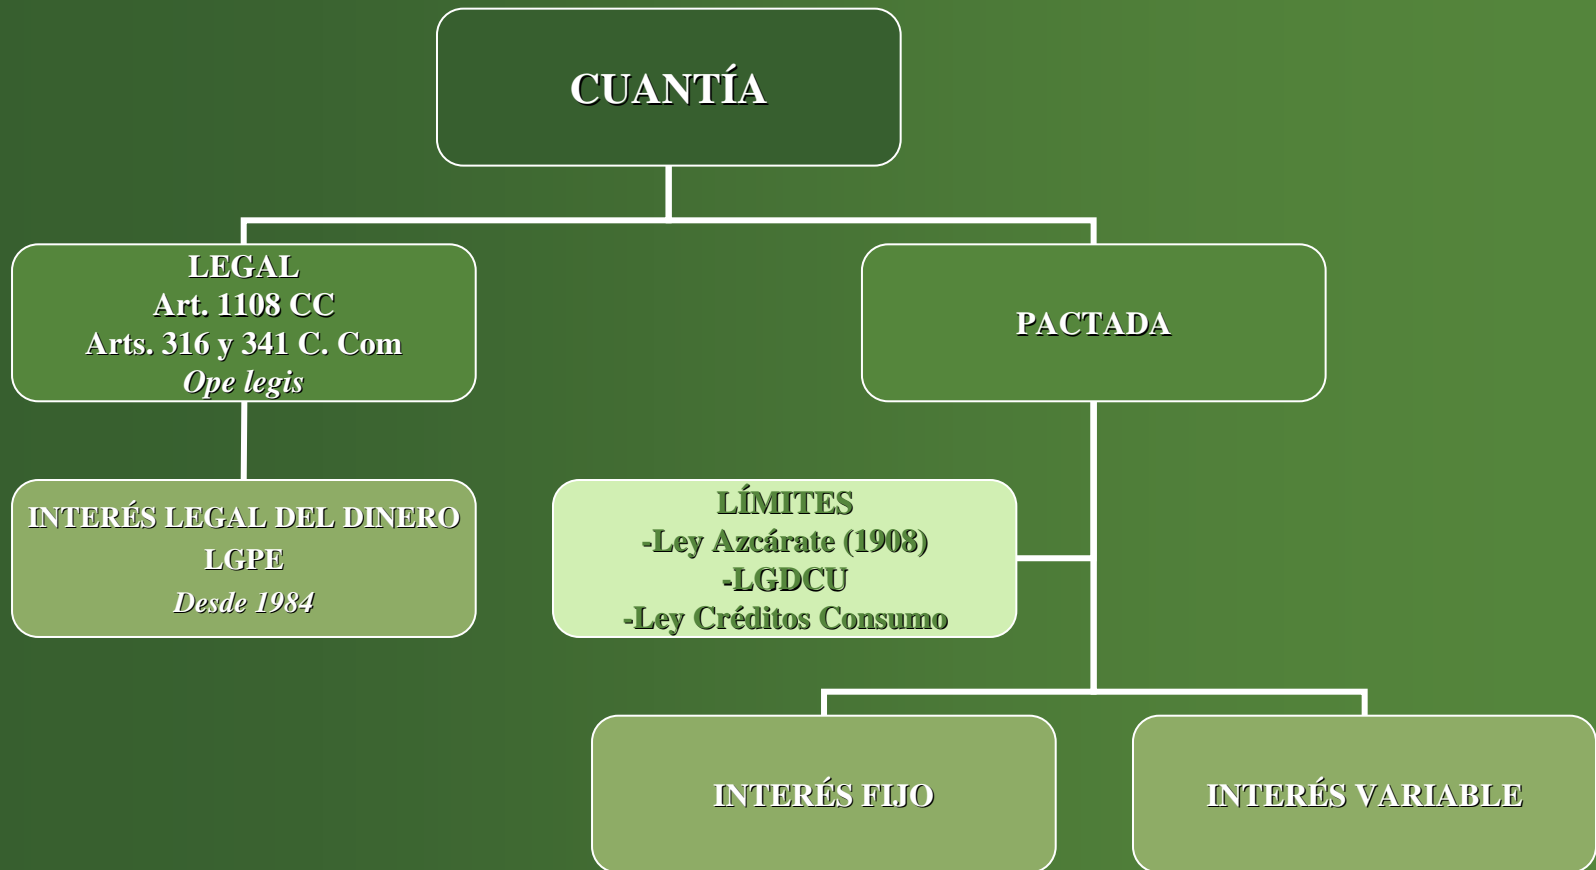 CUANTÍA
LEGAL
Art. 1108 CC
Arts. 316 y 341 C. Com
Ope legis
PACTADA
INTERÉS LEGAL DEL DINERO
LGPE
Desde 1984
LÍMITES
-Ley Azcárate (1908)
-LGDCU
-Ley Créditos Consumo
INTERÉS FIJO
INTERÉS VARIABLE